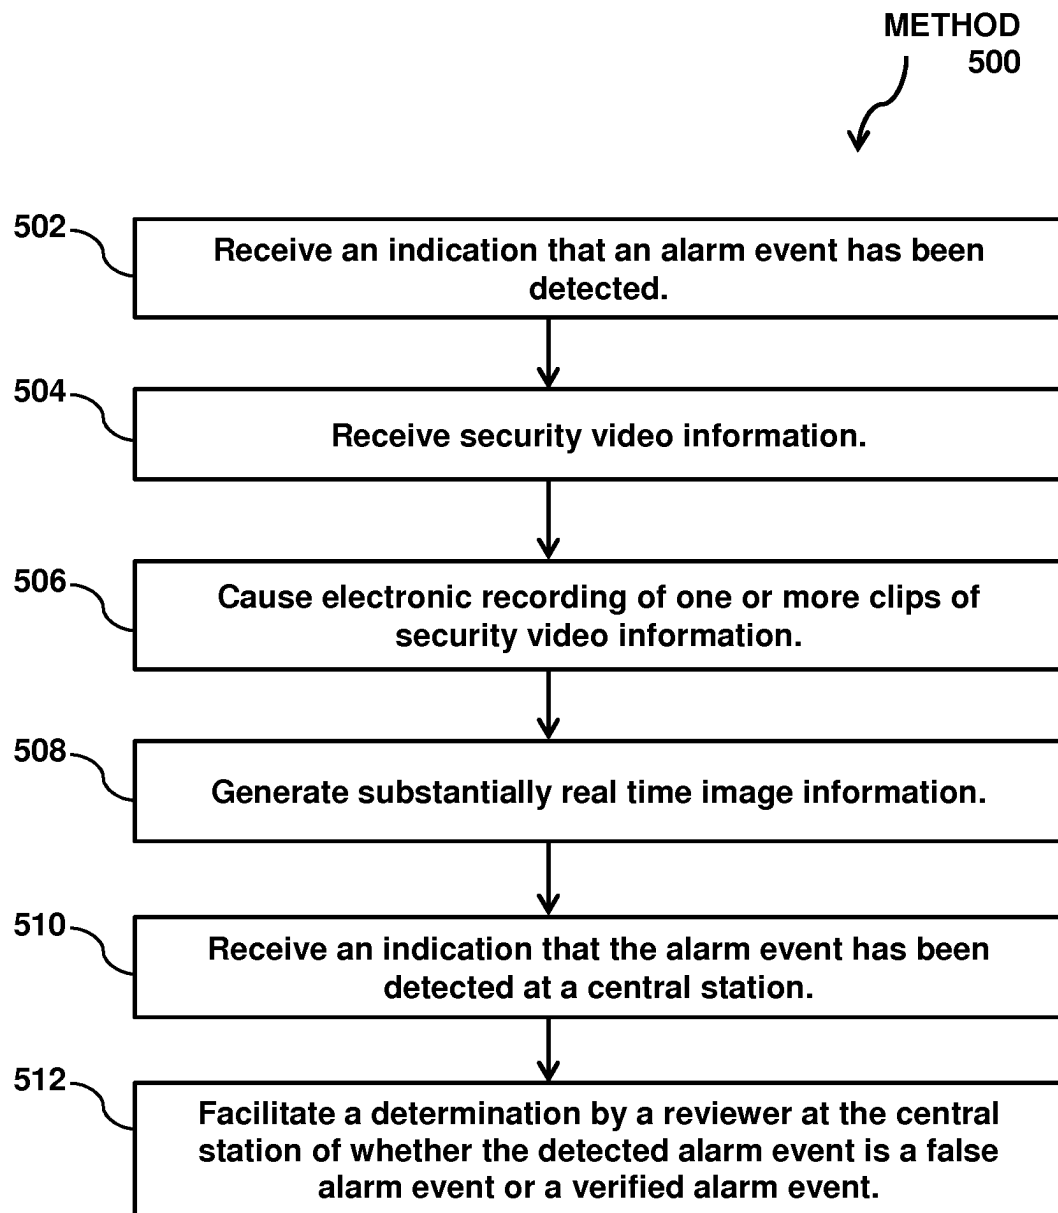 METHOD
500
502
Receive an indication that an alarm event has been
detected.
504
Receive security video information.
506
Cause electronic recording of one or more clips of
security video information.
508
Generate substantially real time image information.
510
Receive an indication that the alarm event has been
detected at a central station.
512
Facilitate a determination by a reviewer at the central
station of whether the detected alarm event is a false
alarm event or a verified alarm event.